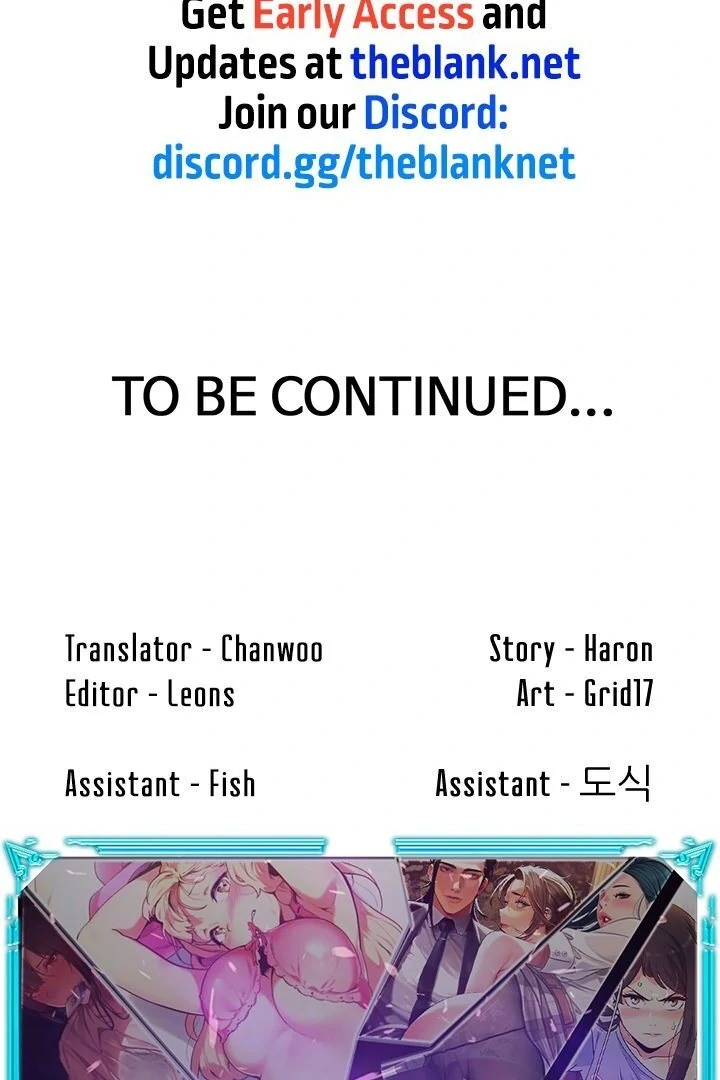 Get Early Access and
Updates at theblank.net
Join our Discord:
discord.gg/theblanknet
TO BE CONTINUED...
Translator - Chanwoo
Editor - Leons
Assistant - Fish
Story - Haron
Art - Grid17
Assistant - 도식